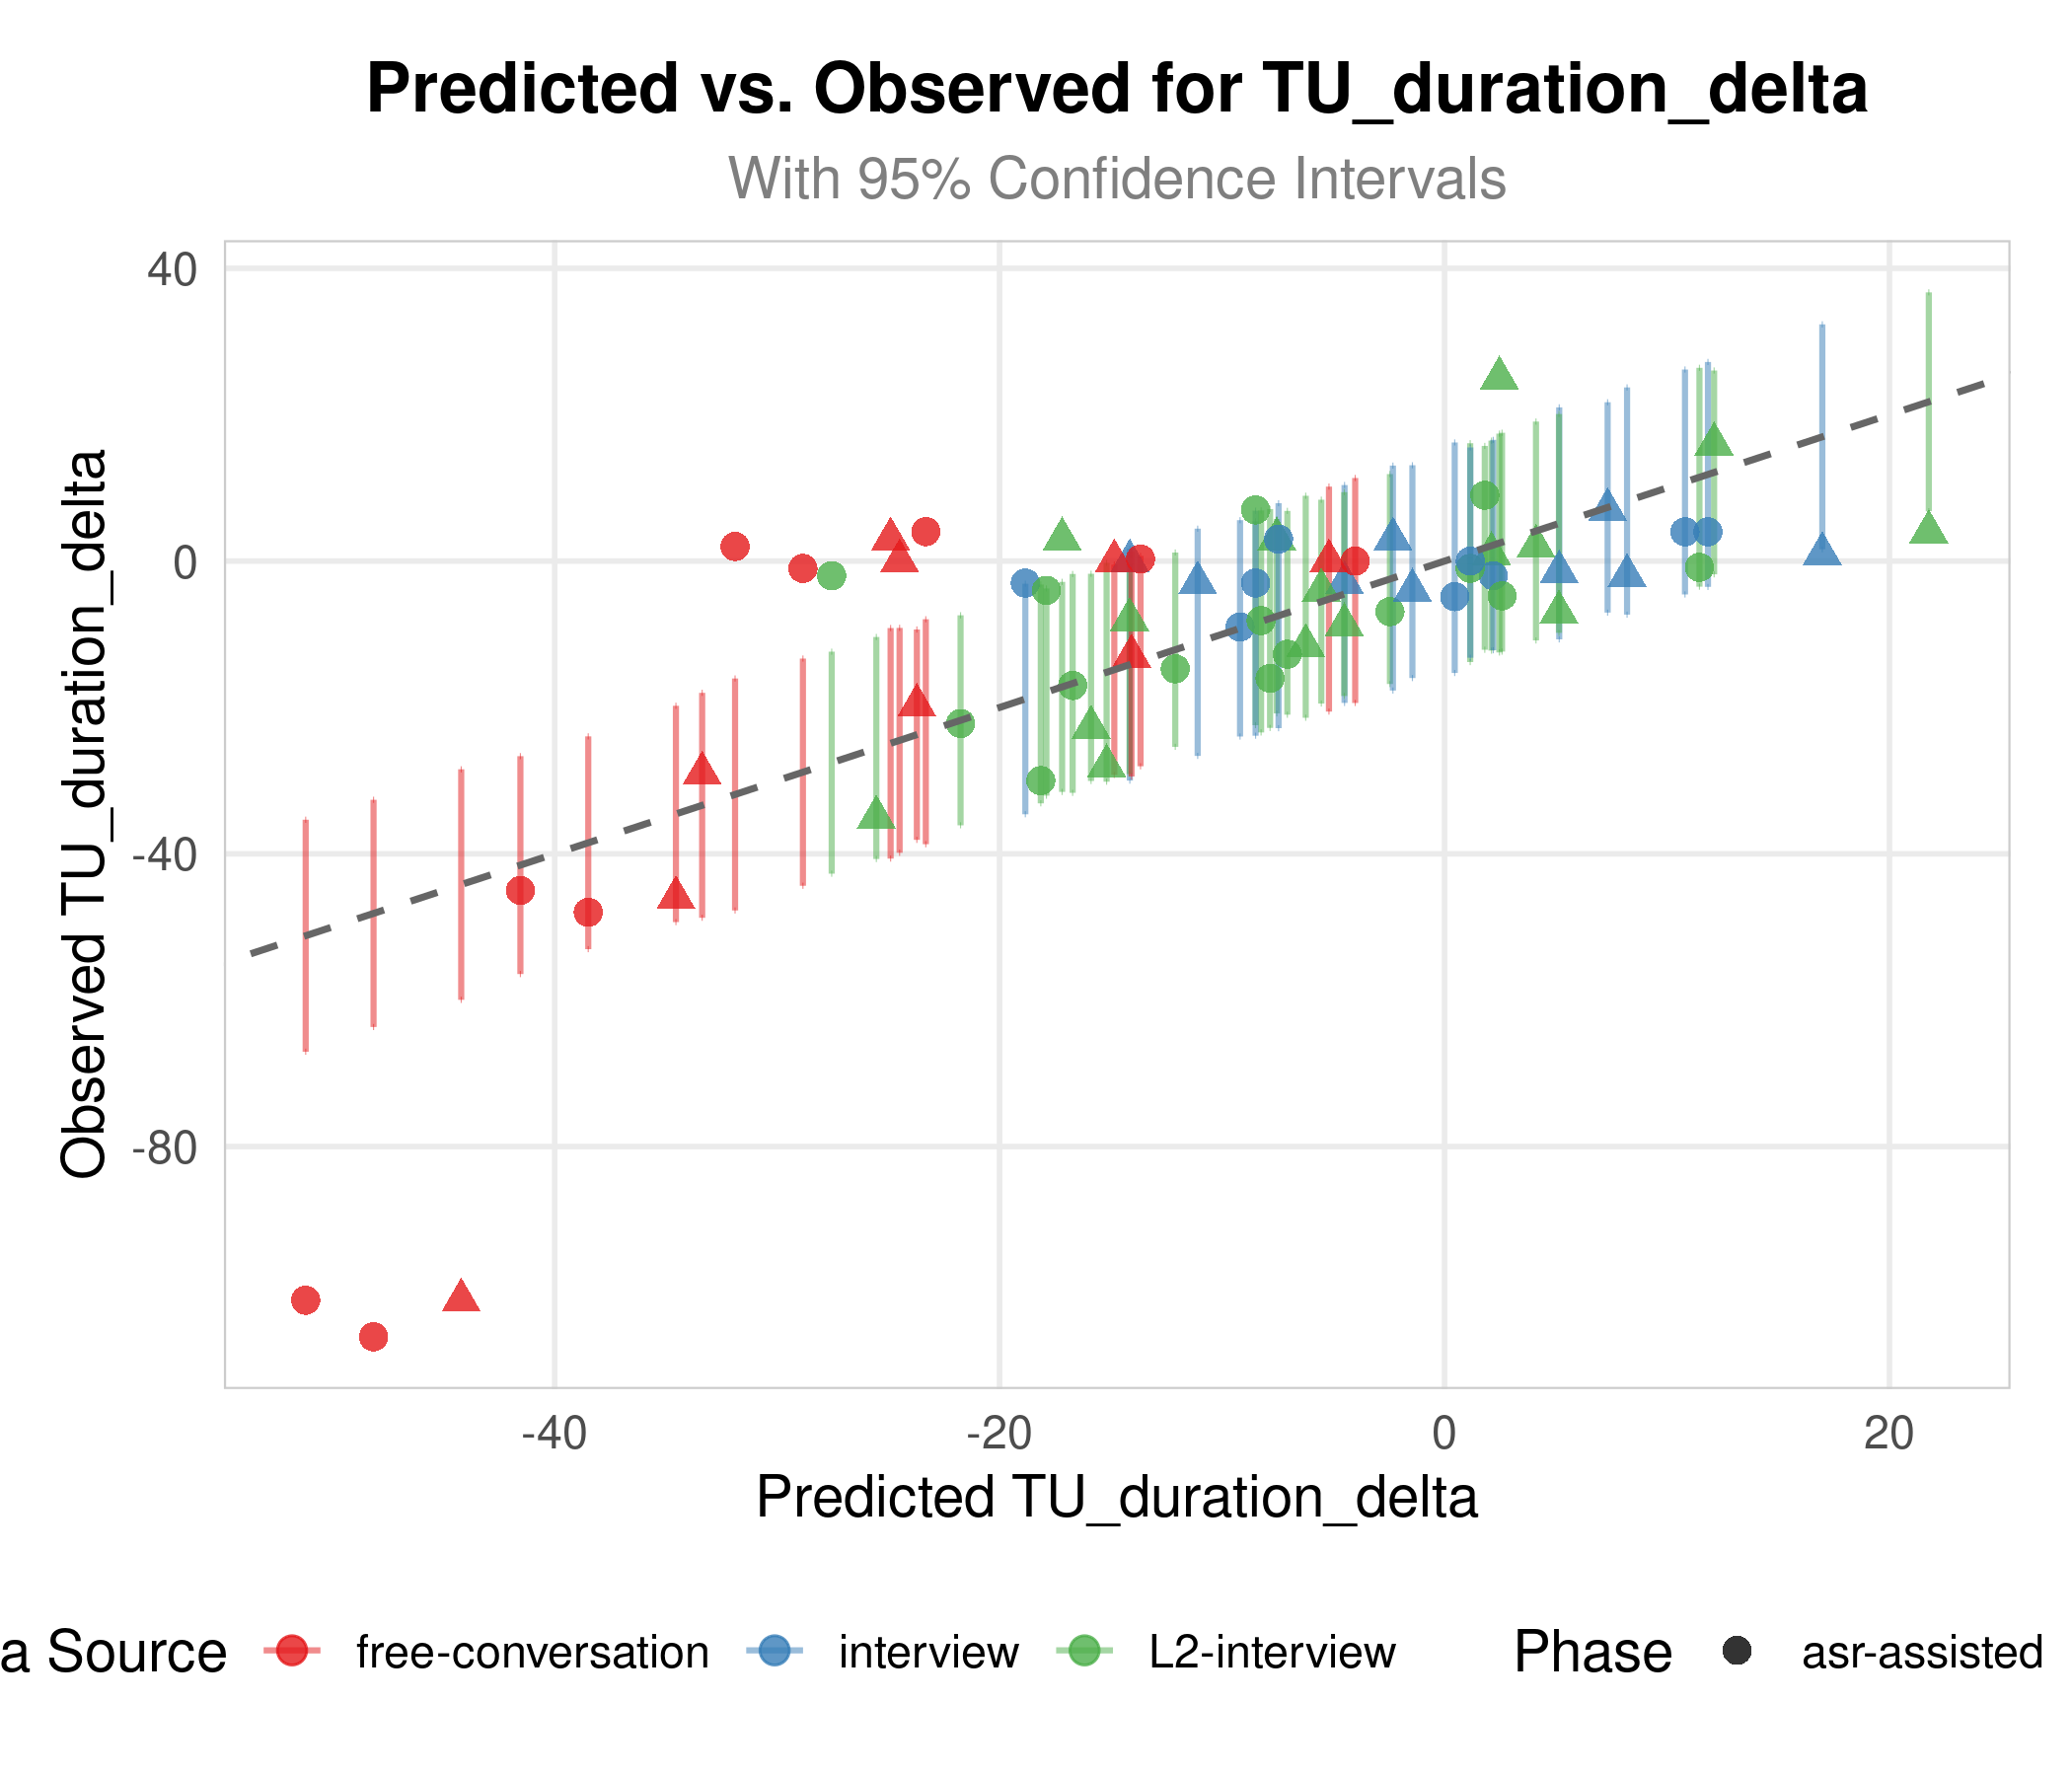 Predicted vs. Observed for TU_duration_delta
With 95% Confidence Intervals
Observed TU_duration_delta
40
0
-40
-80
-40 -20 0 20
Predicted TU_duration_delta
a Source free-conversation interview L2-interview Phase asr-assisted